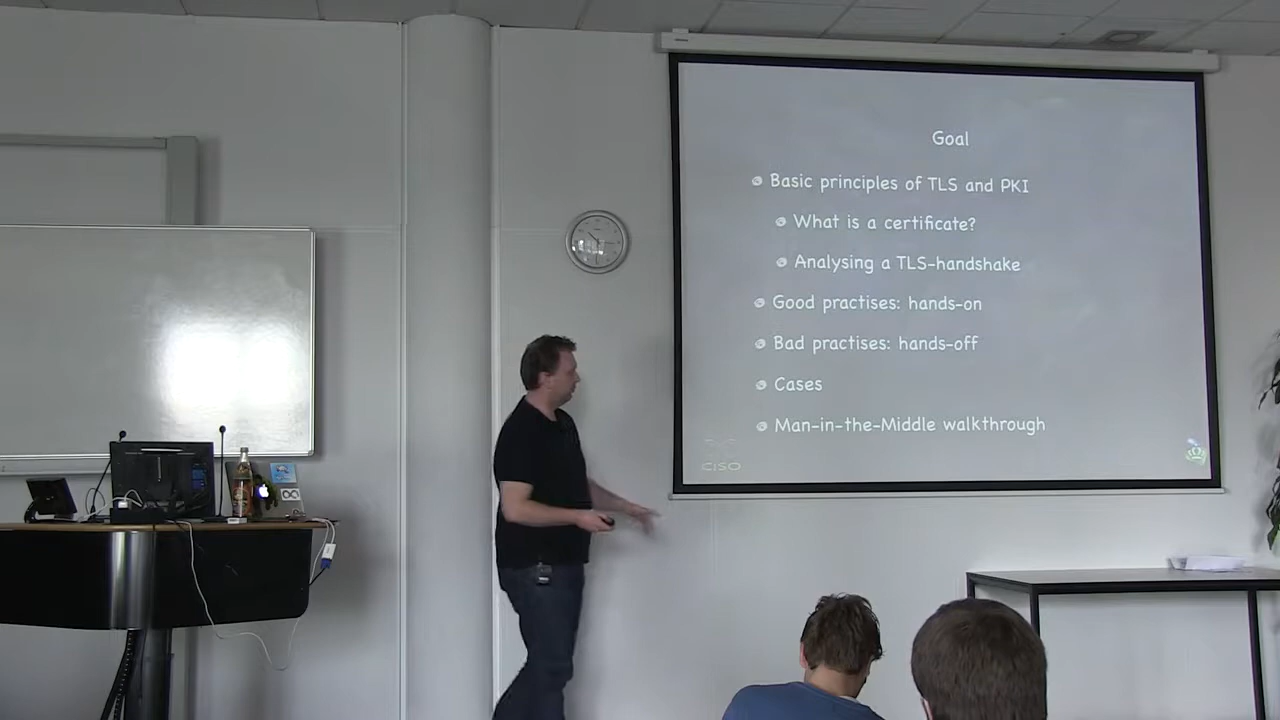 Goal
Basic principles of TLS and PKI
What is a certificate?
Analysing a TLS-handshake
Good practises: hands-on
Bad practises: hands-off
Cases
Man-in-the-Middle walkthrough
CISO